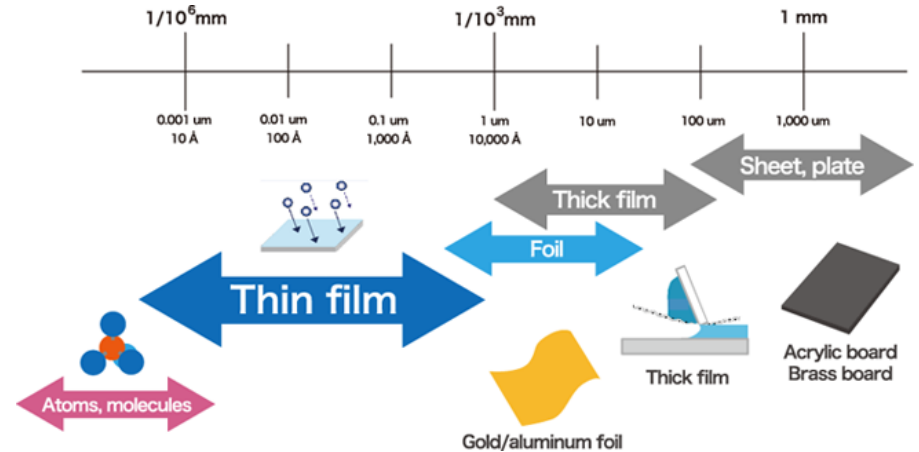 1/10⁶mm
1/10³mm
1 mm
0.001 um
0.01 um
0.1 um
1 um
10 um
100 um
1,000 um
10 Å
100 Å
1,000 Å
10,000 Å
Sheet, plate
Thick film
Foil
Thin film
Atoms, molecules
Acrylic board
Brass board
Thick film
Gold/aluminum foil